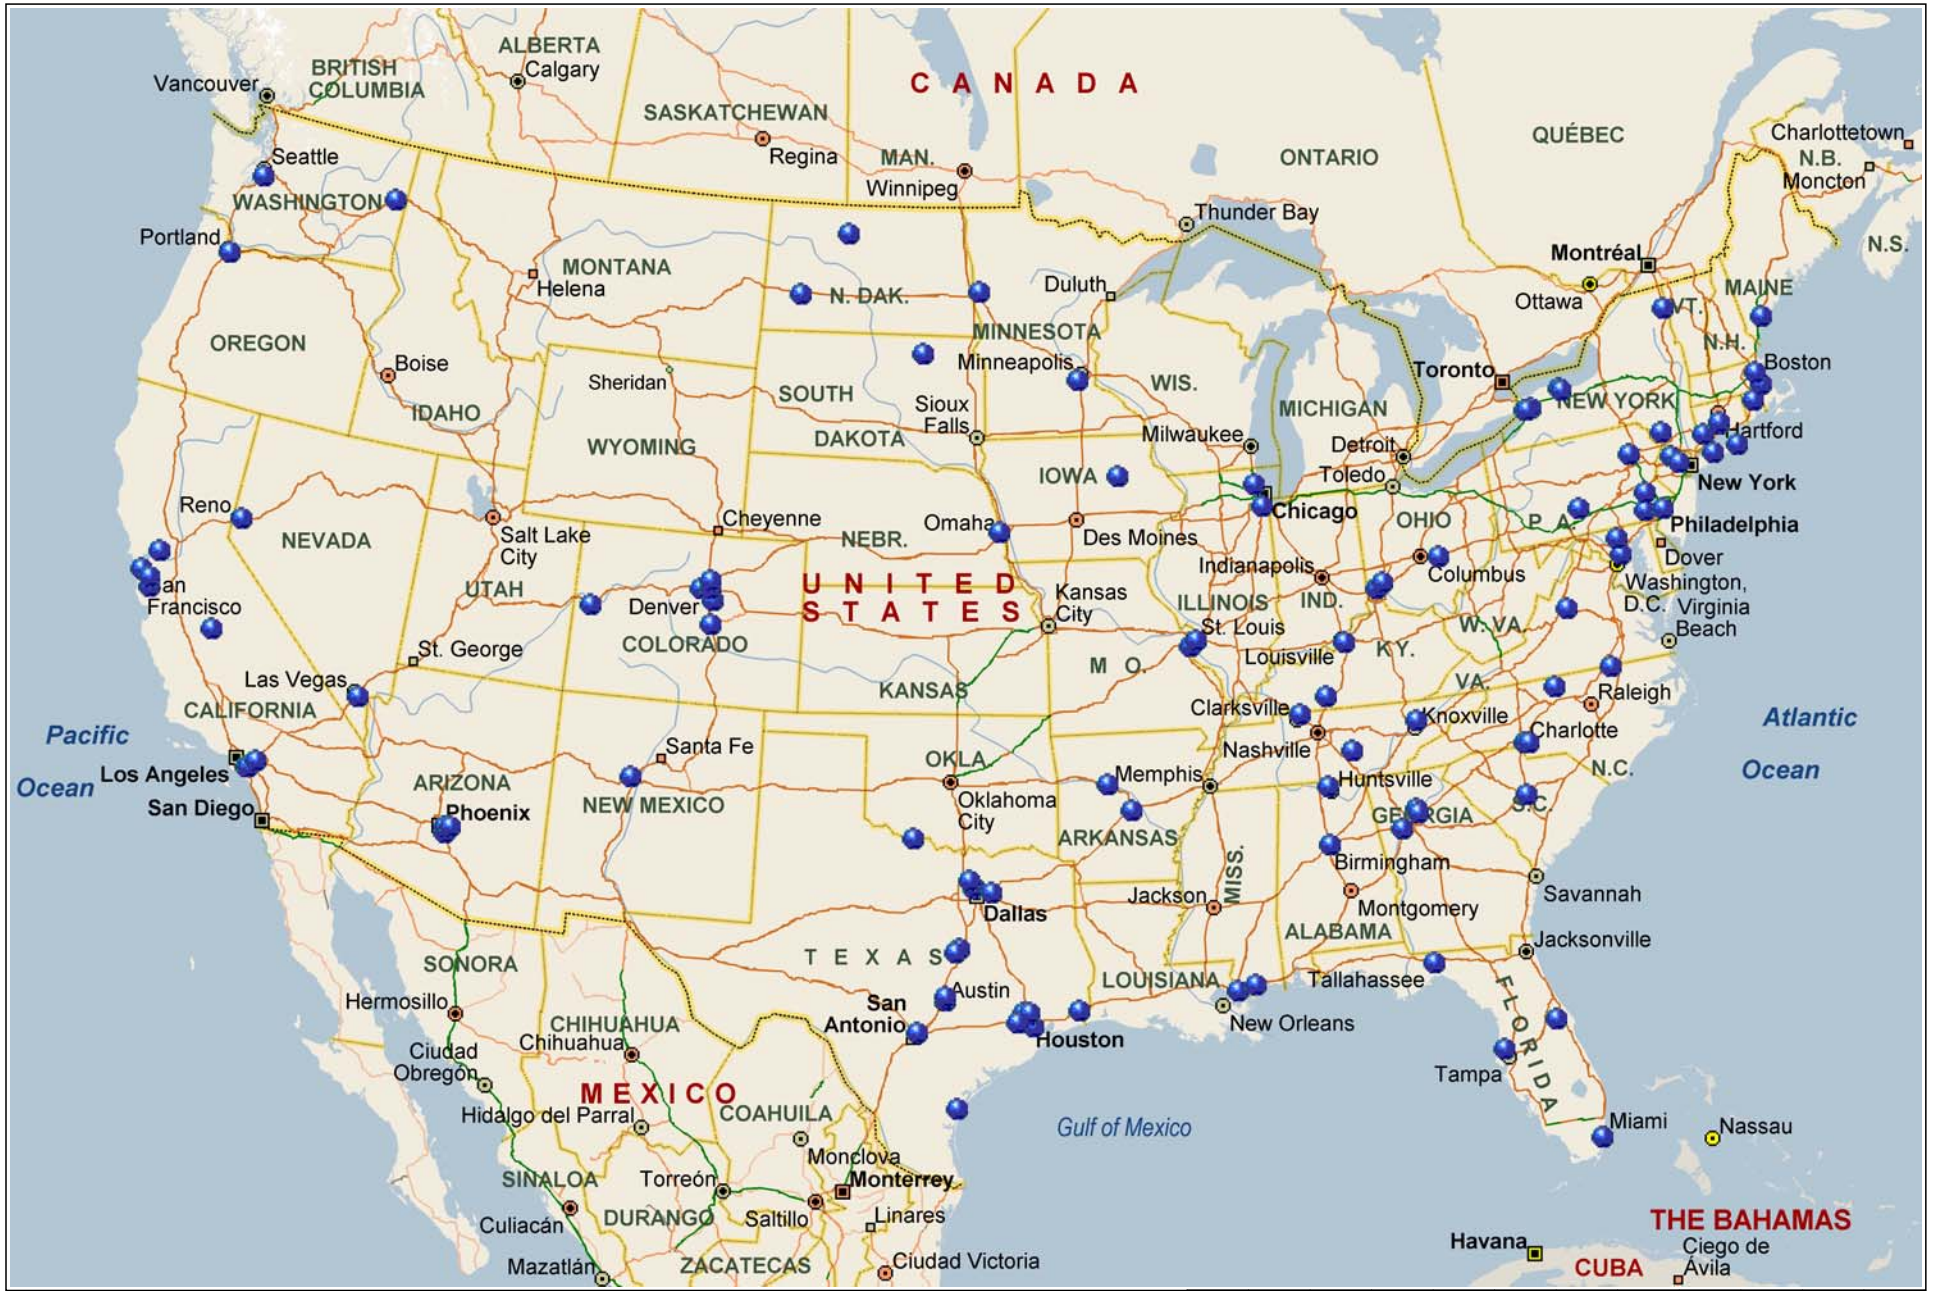 ALBERTA
Calgary
BRITISH
COLUMBIA
Vancouver
CANADA
SASKATCHEWAN
Regina
MAN.
Winnipeg
ONTARIO
QUÉBEC
Charlottetown
N.B.
Moncton
N.S.
Seattle
WASHINGTON
Portland
Thunder Bay
Montréal
Ottawa
MAINE
VT.
N.H.
MONTANA
Helena
N. DAK.
Duluth
MINNESOTA
Minneapolis
OREGON
Boise
IDAHO
Sheridan
WYOMING
SOUTH
DAKOTA
Sioux
Falls
WIS.
Milwaukee
MICHIGAN
Detroit
Toledo
Toronto
NEW YORK
Boston
Hartford
New York
IOWA
Des Moines
Chicago
OHIO
P A.
Philadelphia
Dover
Reno
NEVADA
Salt Lake
City
UTAH
Cheyenne
NEBR.
Omaha
Indianapolis
Columbus
Washington,
D.C.
Virginia
Beach
an
Francisco
UNITED
STATES
Denver
COLORADO
Kansas
City
ILLINOIS
IND.
St. Louis
W. VA.
Louisville
KY.
St. George
Las Vegas
CALIFORNIA
KANSAS
M O.
VA.
Raleigh
Clarksville
Knoxville
Nashville
Charlotte
N.C.
Pacific
Ocean
Atlantic
Ocean
Los Angeles
San Diego
ARIZONA
Phoenix
Santa Fe
NEW MEXICO
OKLA.
Oklahoma
City
Memphis
Huntsville
ARKANSAS
GEORGIA
S.C.
Birmingham
MISS.
Jackson
Montgomery
Savannah
Dallas
ALABAMA
Jacksonville
TEXAS
LOUISIANA
Tallahassee
Austin
San
Antonio
Houston
New Orleans
FLORIDA
Tampa
Miami
Nassau
SONORA
Hermosillo
CHIHUAHUA
Chihuahua
Ciudad
Obregón
MEXICO
Hidalgo del Parral
COAHUILA
Monclova
Gulf of Mexico
SINALOA
Torreón
Monterrey
Culiacán
DURANGO
Saltillo
Linares
Mazatlán
ZACATECAS
Ciudad Victoria
THE BAHAMAS
Havana
CUBA
Ciego de
Ávila